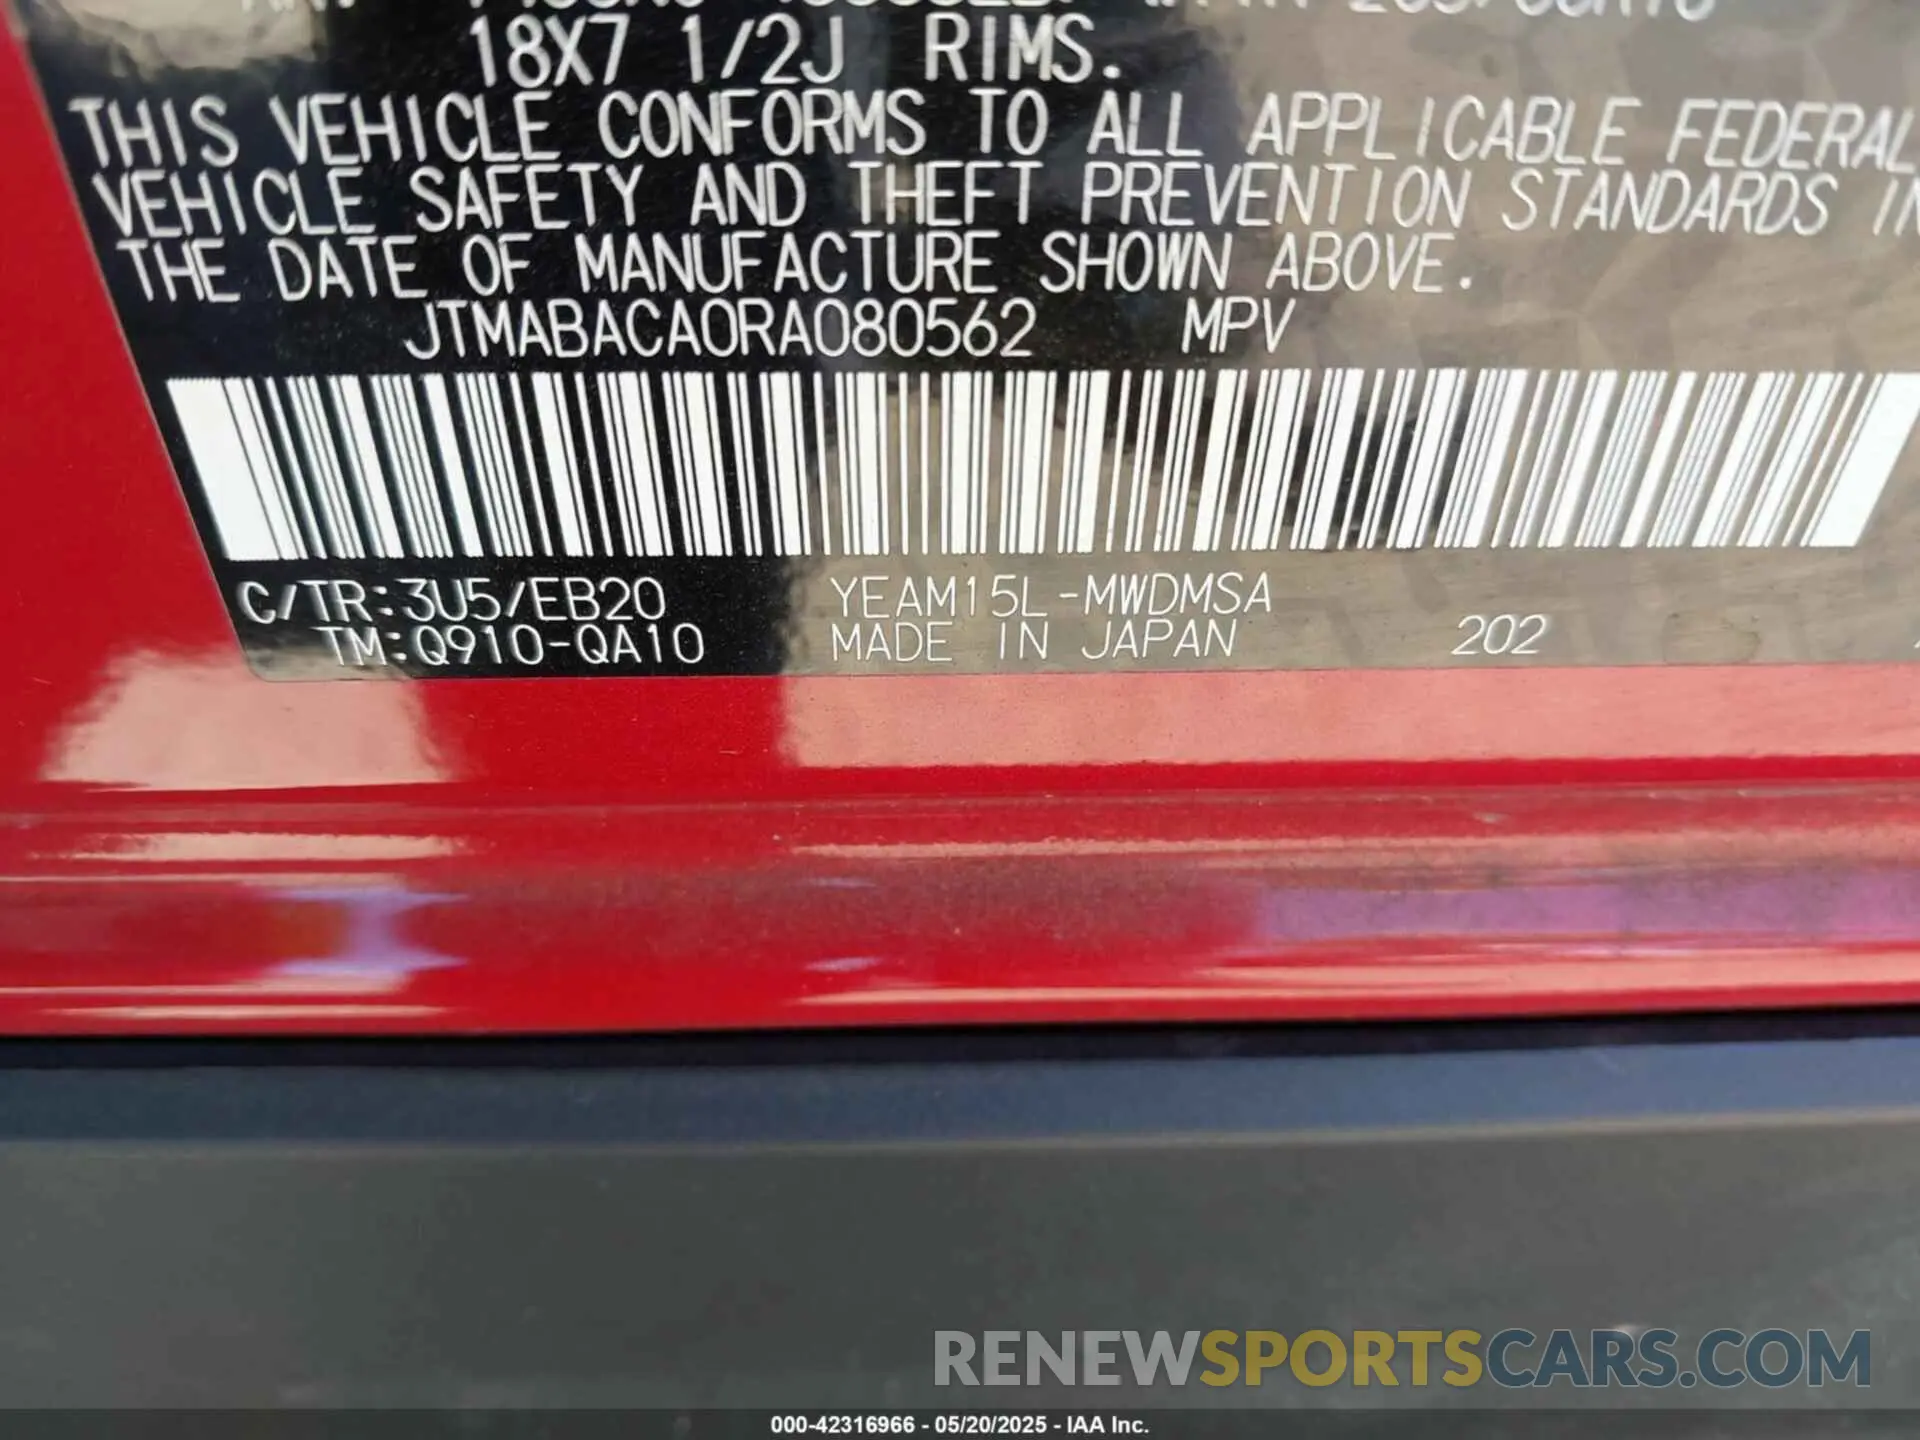 18X7 1/2J RIMS.
THIS VEHICLE CONFORMS TO ALL APPLICABLE FEDERAL
VEHICLE SAFETY AND THEFT PREVENTION STANDARDS IN
THE DATE OF MANUFACTURE SHOWN ABOVE.
JTMABACA0RA080562 MPV
C/TR:3U5/EB20 YEAM15L-MWDMSA
TM:Q910-QA10 MADE IN JAPAN 202
RENEWSPORTSCARS.COM
000-42316966 - 05/20/2025 - IAA Inc.